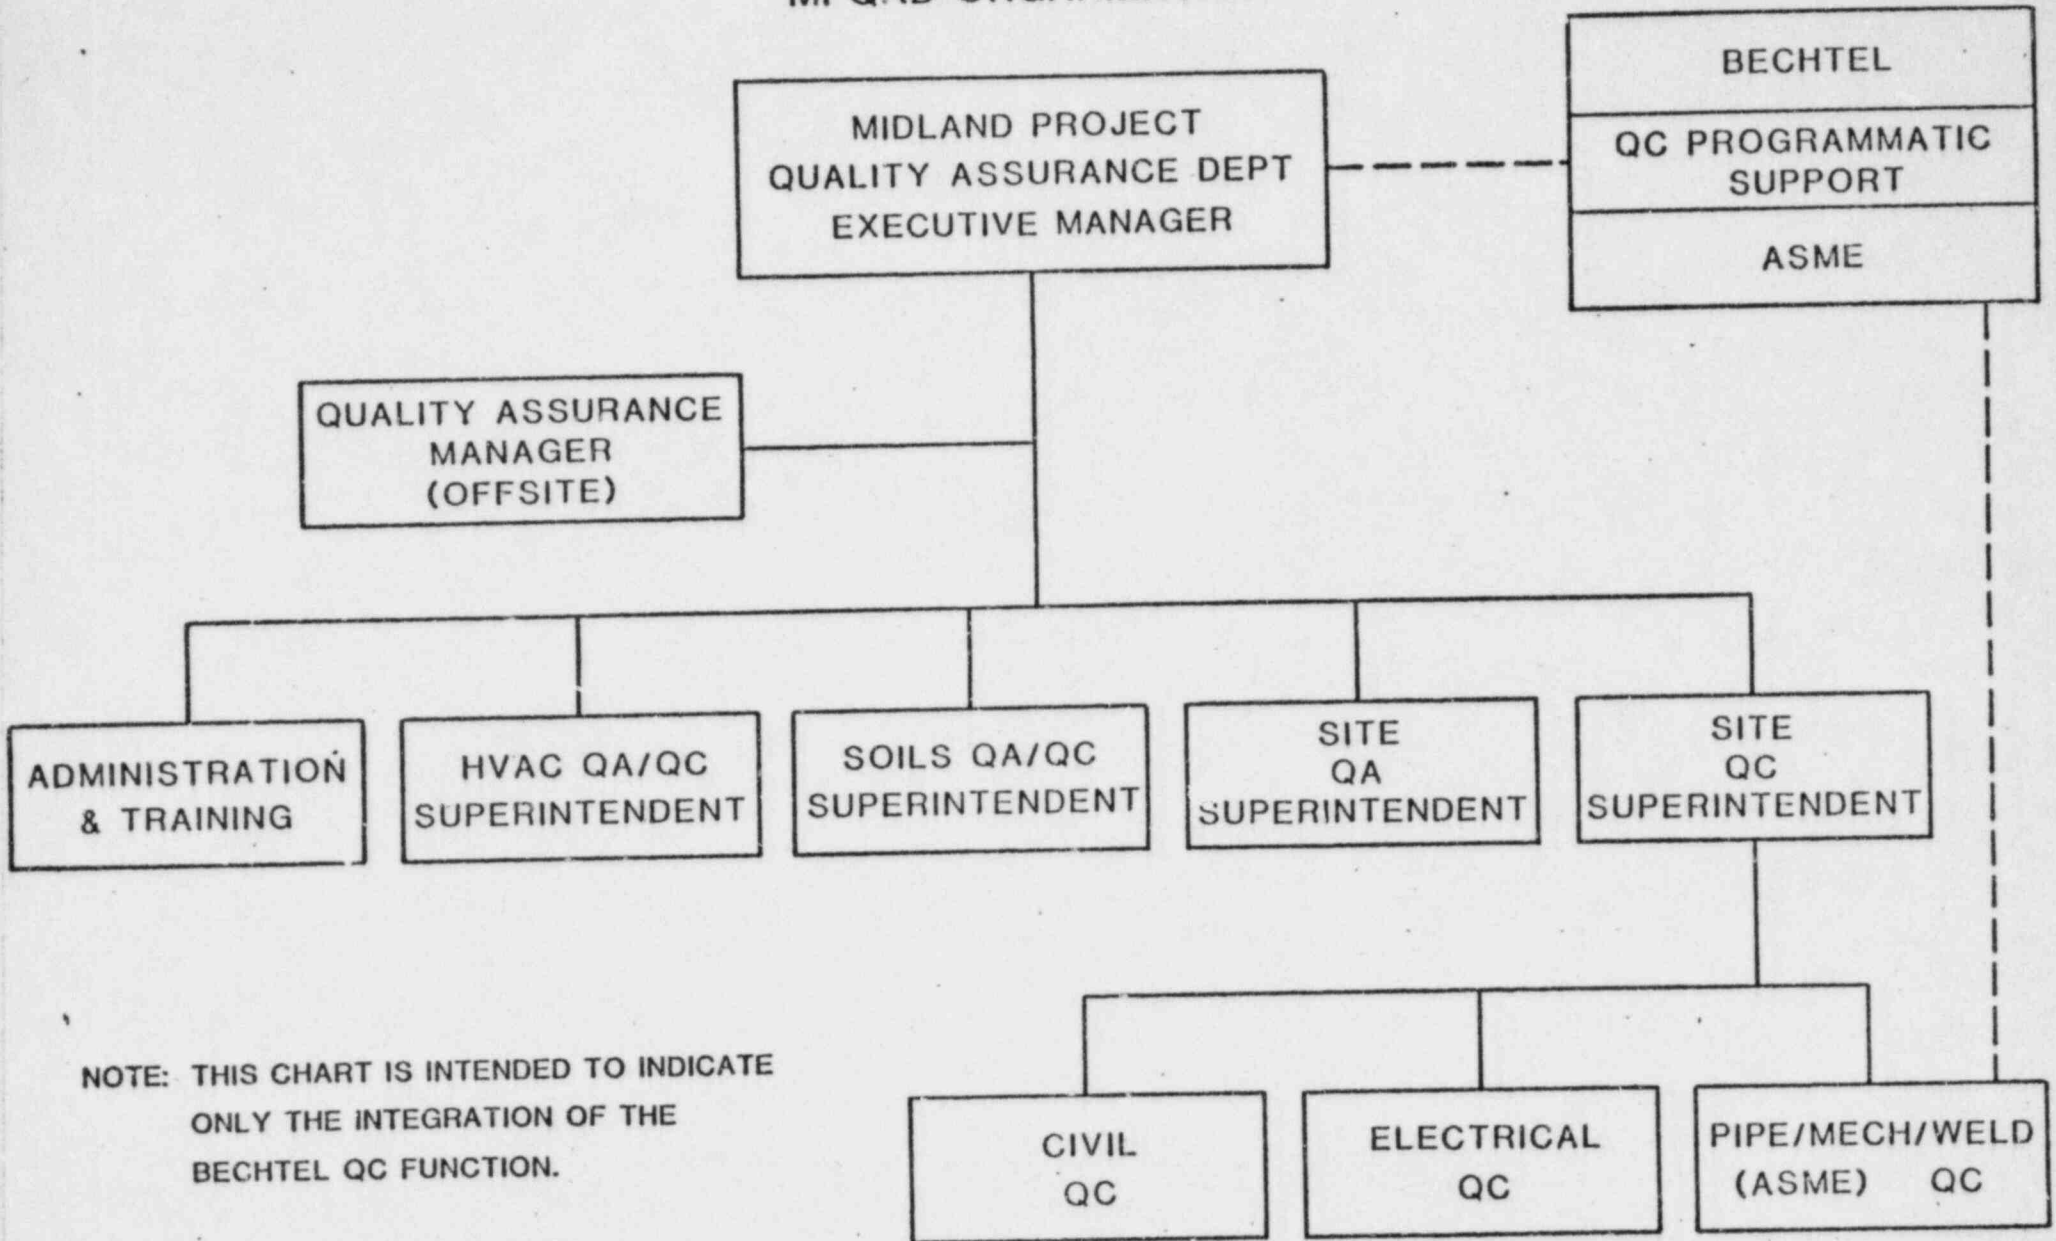 BECHTEL
QC PROGRAMMATIC
SUPPORT
ASME
MIDLAND PROJECT
QUALITY ASSURANCE DEPT
EXECUTIVE MANAGER
QUALITY ASSURANCE
MANAGER
(OFFSITE)
ADMINISTRATION
& TRAINING
HVAC QA/QC
SUPERINTENDENT
SOILS QA/QC
SUPERINTENDENT
SITE
QA
SUPERINTENDENT
SITE
QC
SUPERINTENDENT
CIVIL
QC
ELECTRICAL
QC
PIPE/MECH/WELD
(ASME) QC
NOTE: THIS CHART IS INTENDED TO INDICATE
ONLY THE INTEGRATION OF THE
BECHTEL QC FUNCTION.